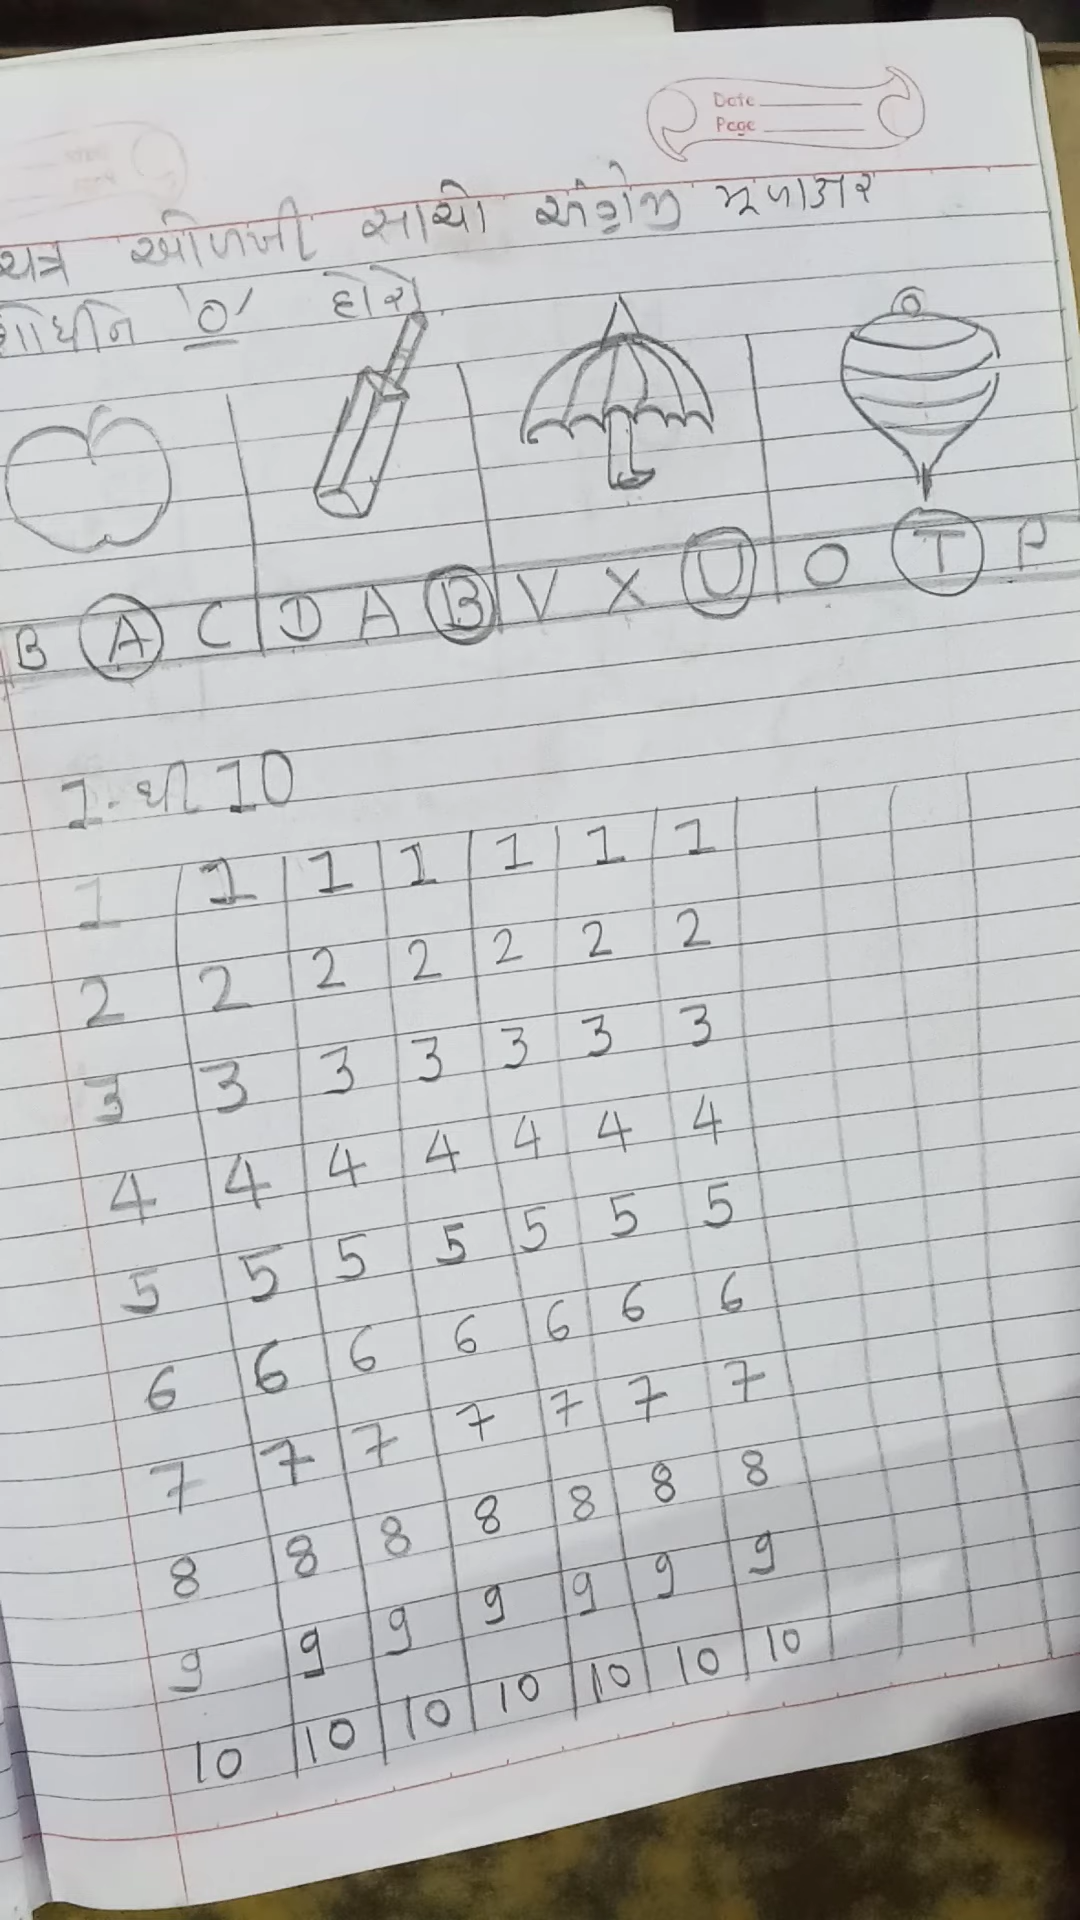 Date
Page
ચિત્ર ઓળખી સાચો અંગ્રેજી મૂળાક્ષર
શોધીને 'O' દોરો
B A C D A B V X U O T P
1 થી 10
1 1 1 1 1 1 1
2 2 2 2 2 2 2
3 3 3 3 3 3 3
4 4 4 4 4 4 4
5 5 5 5 5 5 5
6 6 6 6 6 6 6
7 7 7 7 7 7 7
8 8 8 8 8 8 8
9 9 9 9 9 9 9
10 10 10 10 10 10 10